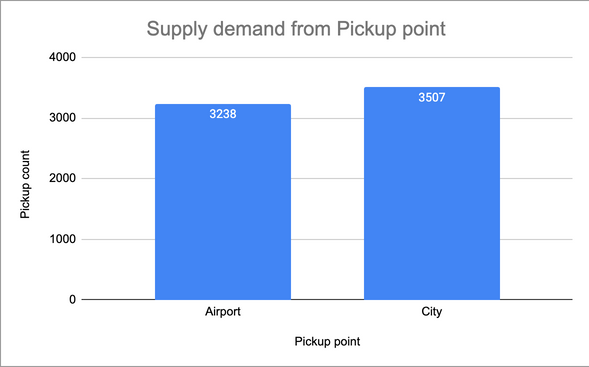 Supply demand from Pickup point
Pickup count
4000
3000
2000
1000
0
3238
3507
Airport
City
Pickup point